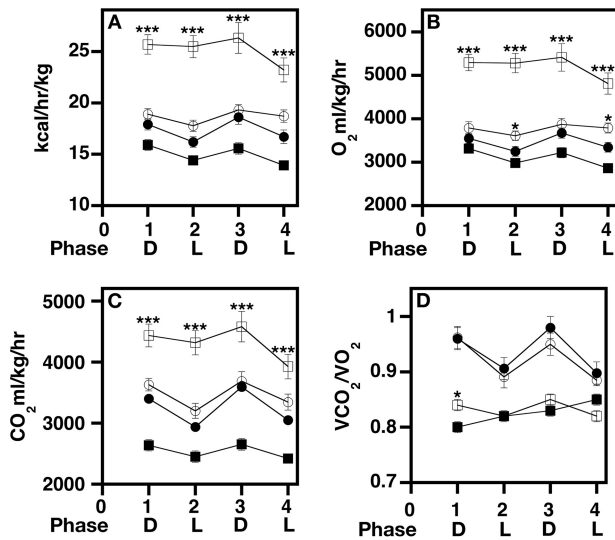 A
***
***
***
***
25
20
15
10
kcal/hr/kg
0
1
2
3
4
Phase
D
L
D
L
B
***
***
***
***
*
*
6000
5000
4000
3000
2000
O2 ml/kg/hr
0
1
2
3
4
Phase
D
L
D
L
C
***
***
***
***
5000
4000
3000
2000
CO2 ml/kg/hr
0
1
2
3
4
Phase
D
L
D
L
D
*
1
0.9
0.8
0.7
VCO2/VO2
0
1
2
3
4
Phase
D
L
D
L